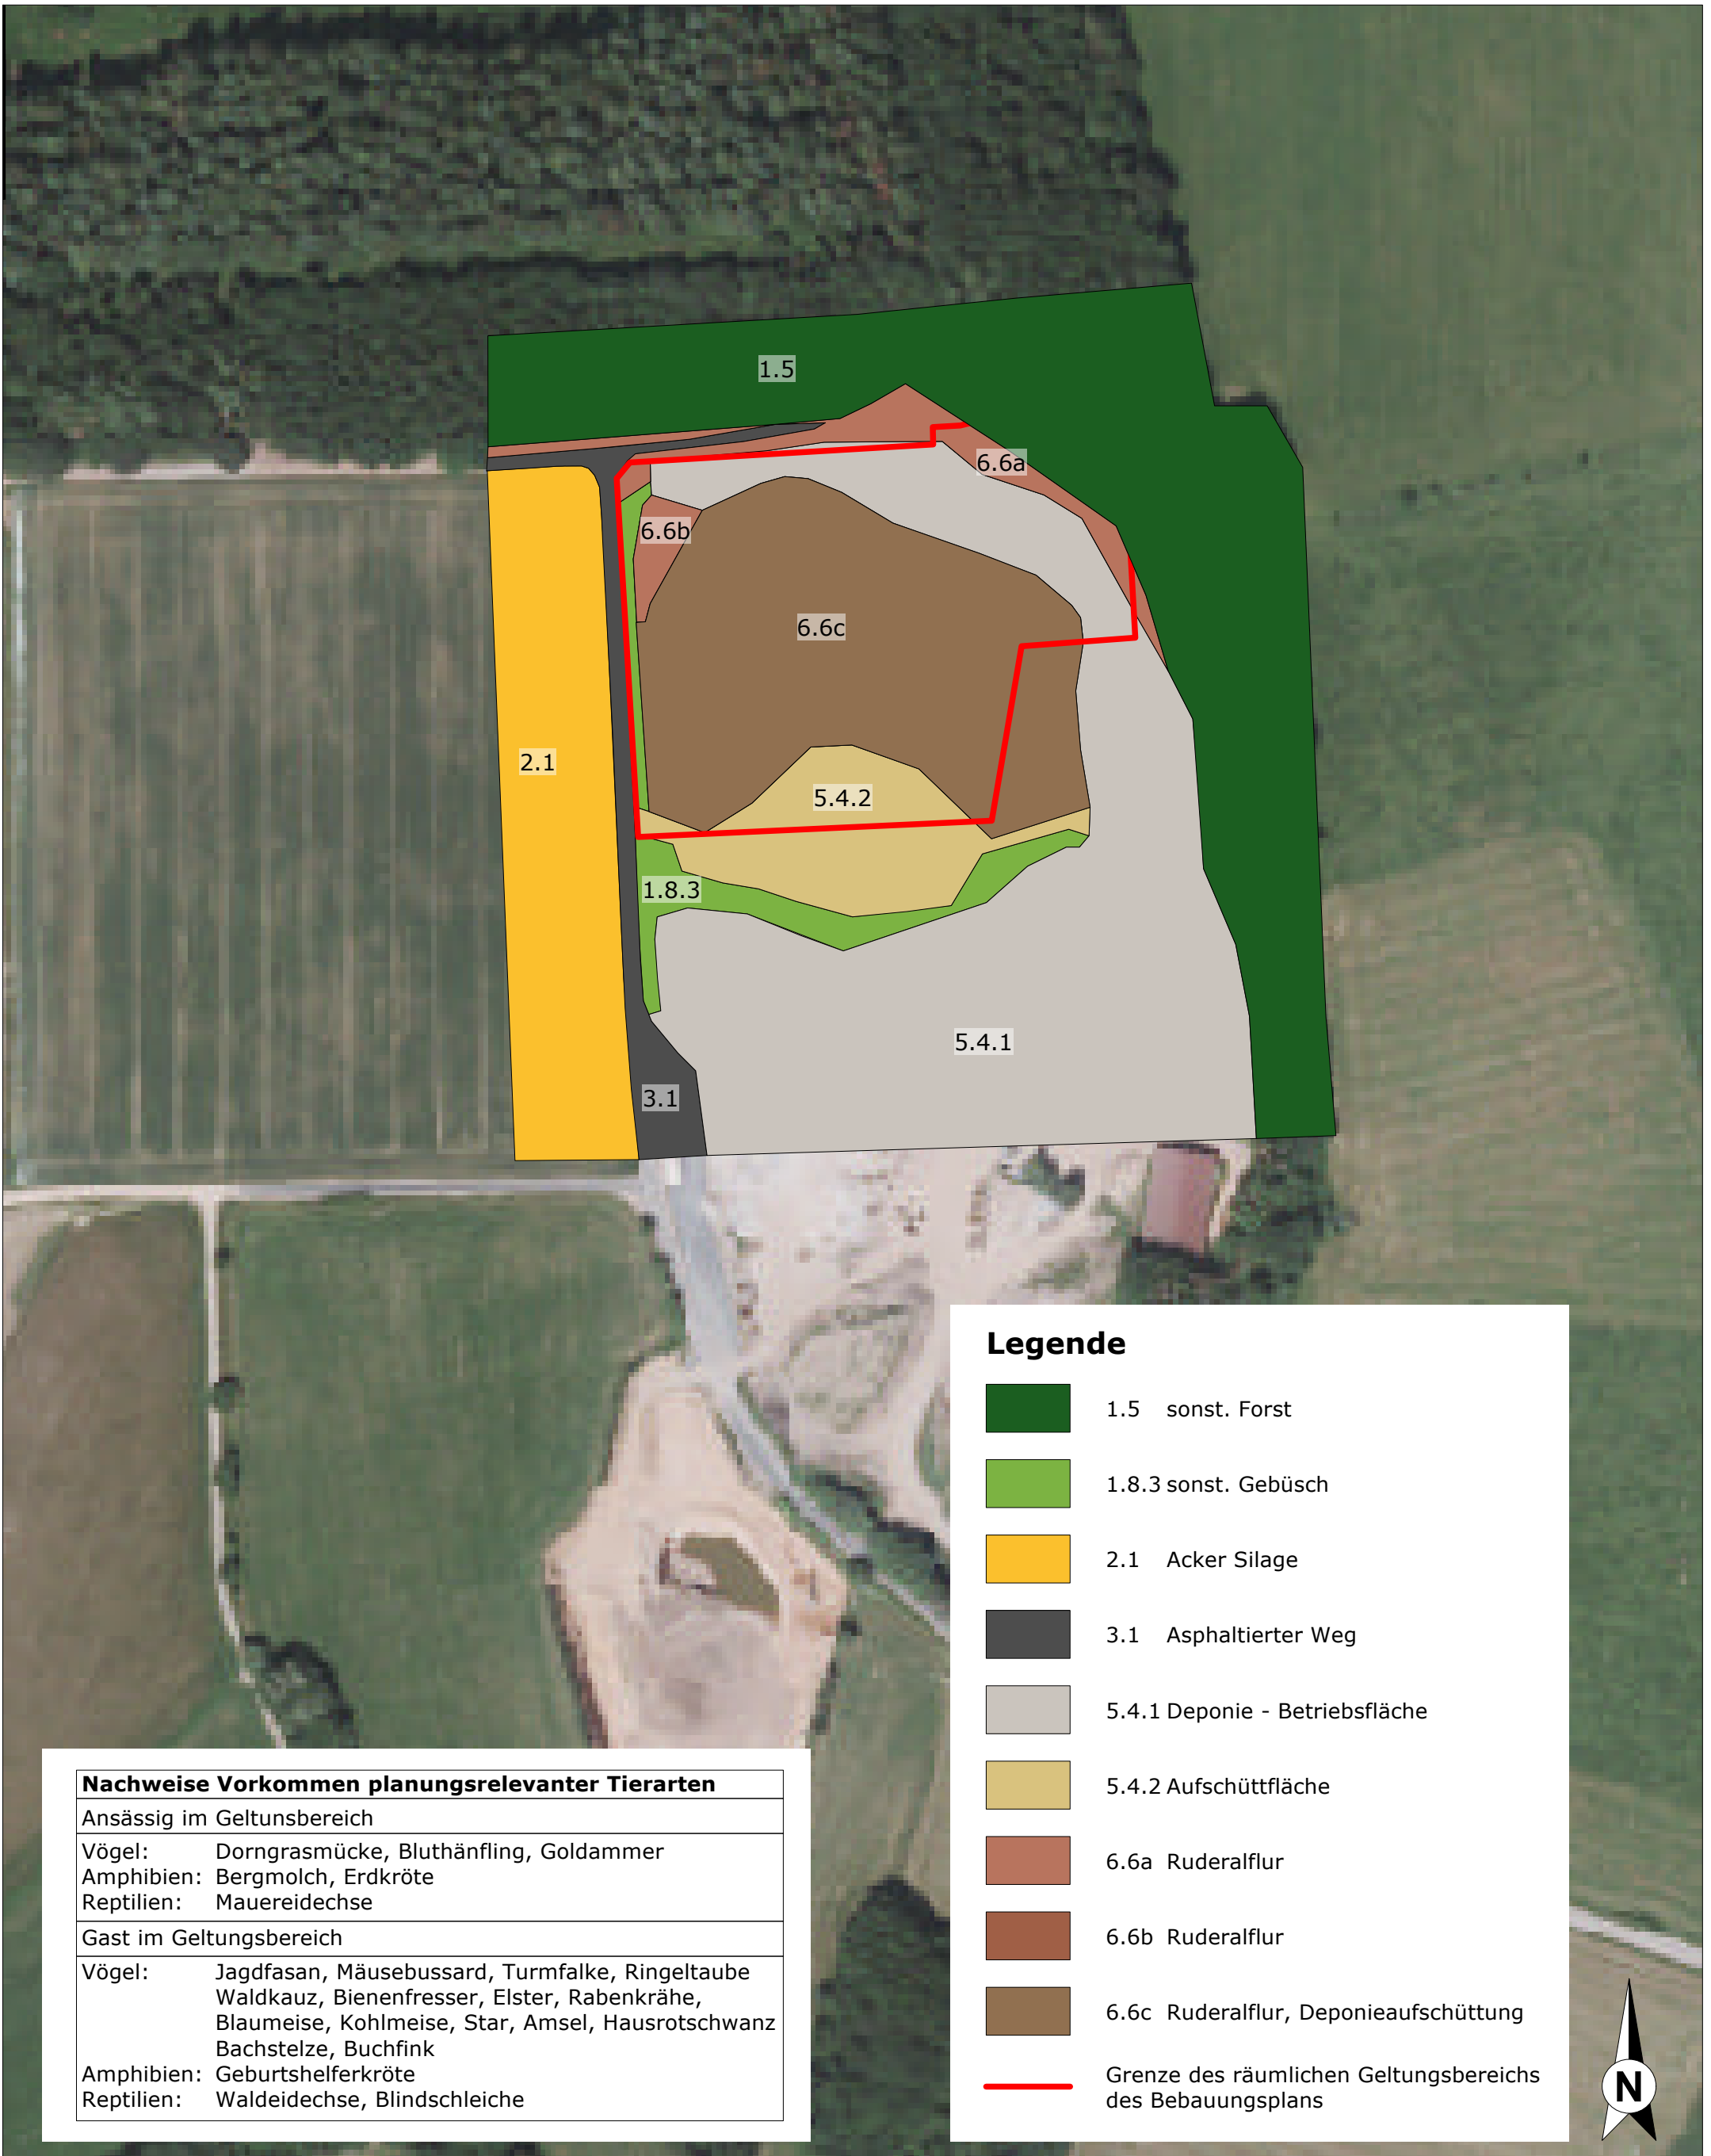 1.5
6.6a
6.6b
6.6c
2.1
5.4.2
1.8.3
5.4.1
3.1
Legende
1.5 sonst. Forst
1.8.3 sonst. Gebüsch
2.1 Acker Silage
3.1 Asphaltierter Weg
5.4.1 Deponie - Betriebsfläche
5.4.2 Aufschüttfläche
6.6a Ruderalflur
6.6b Ruderalflur
6.6c Ruderalflur, Deponieaufschüttung
Grenze des räumlichen Geltungsbereichs
des Bebauungsplans
N
Nachweise Vorkommen planungsrelevanter Tierarten
Ansässig im Geltunsbereich
Vögel: Dorngrasmücke, Bluthänfling, Goldammer
Amphibien: Bergmolch, Erdkröte
Reptilien: Mauereidechse
Gast im Geltungsbereich
Vögel: Jagdfasan, Mäusebussard, Turmfalke, Ringeltaube
Waldkauz, Bienenfresser, Elster, Rabenkrähe,
Blaumeise, Kohlmeise, Star, Amsel, Hausrotschwanz
Bachstelze, Buchfink
Amphibien: Geburtshelferkröte
Reptilien: Waldeidechse, Blindschleiche